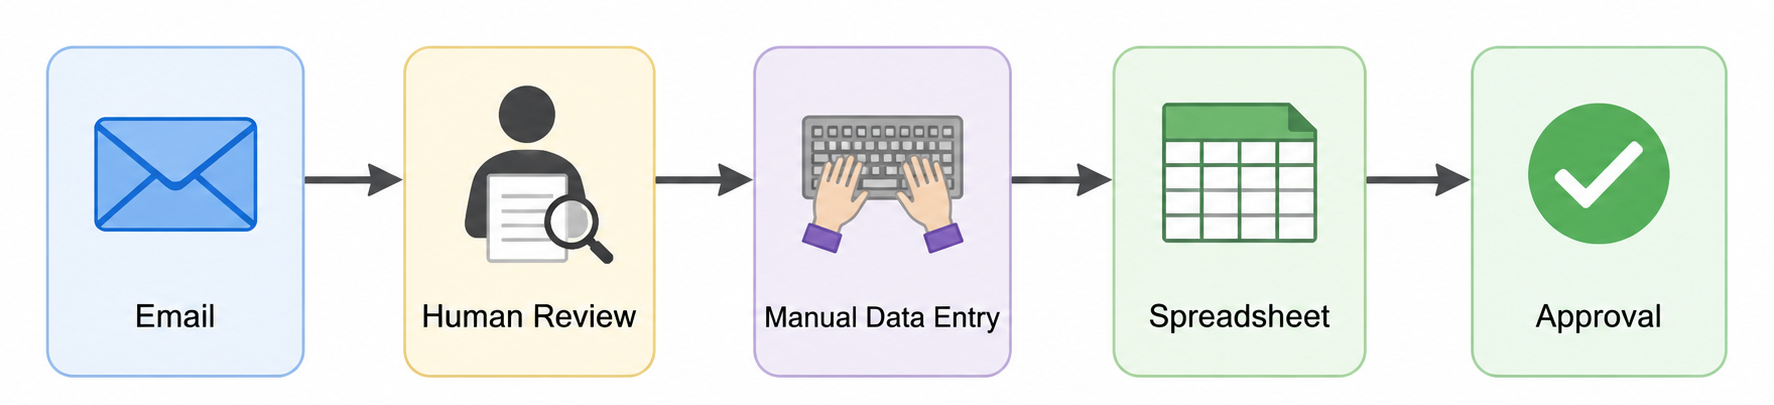 Email
Human Review
Manual Data Entry
Spreadsheet
Approval